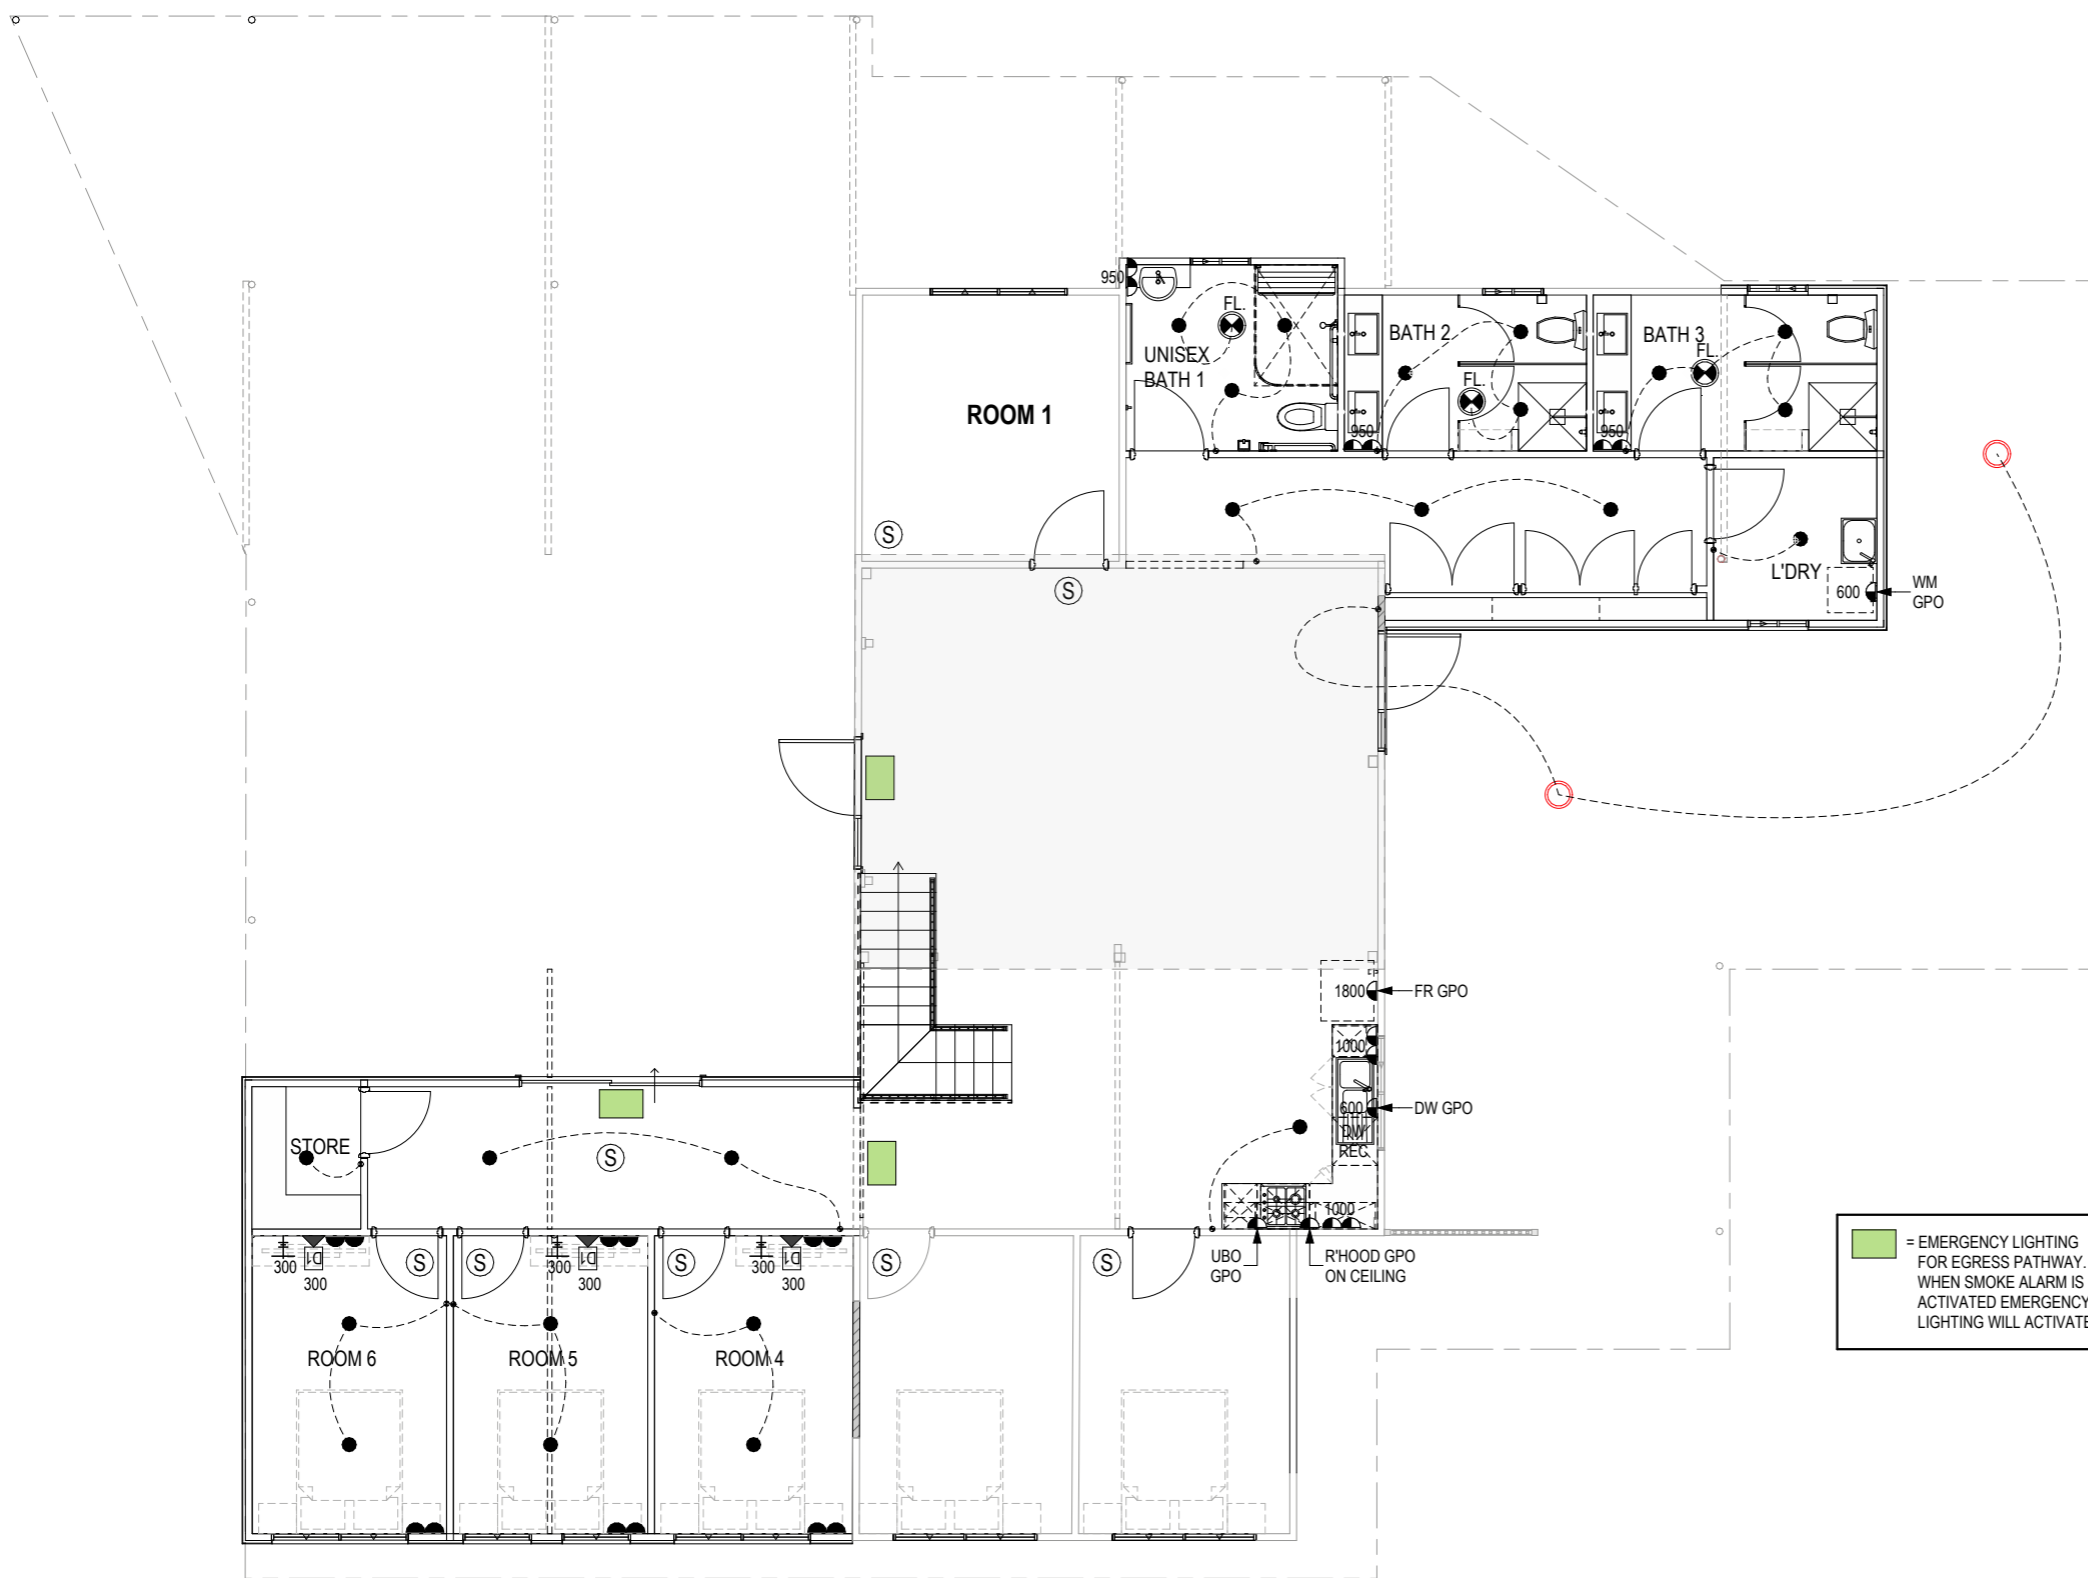 950
FL.
UNISEX
BATH 1
BATH 2
FL.
950
BATH 3
FL.
950
ROOM 1
S
S
L'DRY
600
WM
GPO
1800
FR GPO
1000
600
DW GPO
DW
REC
1000
UBO
GPO
R'HOOD GPO
ON CEILING
STORE
S
300
D1
300
S
S
300
D1
300
S
300
D1
300
S
S
ROOM 6
ROOM 5
ROOM 4
= EMERGENCY LIGHTING
FOR EGRESS PATHWAY.
WHEN SMOKE ALARM IS
ACTIVATED EMERGENCY
LIGHTING WILL ACTIVATE